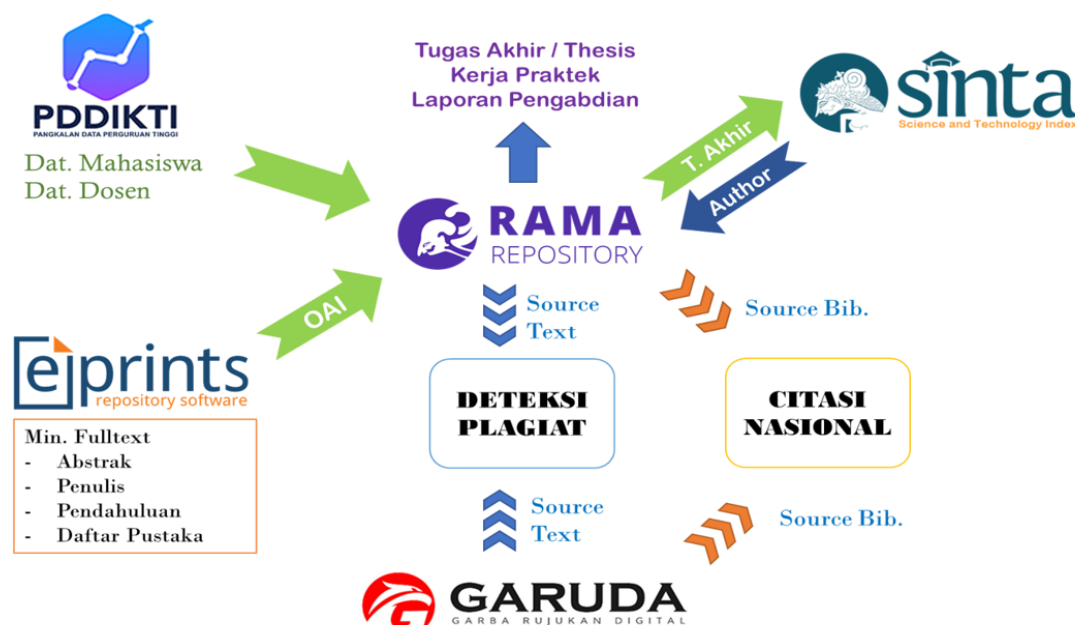 PDDIKTI
PANGKALAN DATA PERGURUAN TINGGI
Dat. Mahasiswa
Dat. Dosen
Tugas Akhir / Thesis
Kerja Praktek
Laporan Pengabdian
sinta
Science and Technology Index
T. Akhir
Author
RAMA
REPOSITORY
OAI
eprints
repository software
Min. Fulltext
- Abstrak
- Penulis
- Pendahuluan
- Daftar Pustaka
Source
Text
Source Bib.
DETEKSI
PLAGIAT
CITASI
NASIONAL
Source
Text
Source Bib.
GARUDA
GARBA RUJUKAN DIGITAL